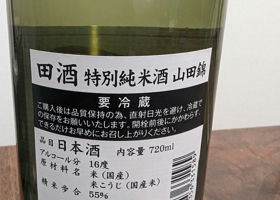 田酒 特別純米酒 山田錦
要冷蔵
ご購入後は品質保持の為、直射日光を避け、冷蔵で
の保存をお願いいたします。開栓前後にかかわらず、
できるだけお早めにお召し上がりください。
品目 日本酒 内容量 720ml
アルコール分 16度
原材料名 米(国産)
米こうじ(国産米)
精米歩合 55%